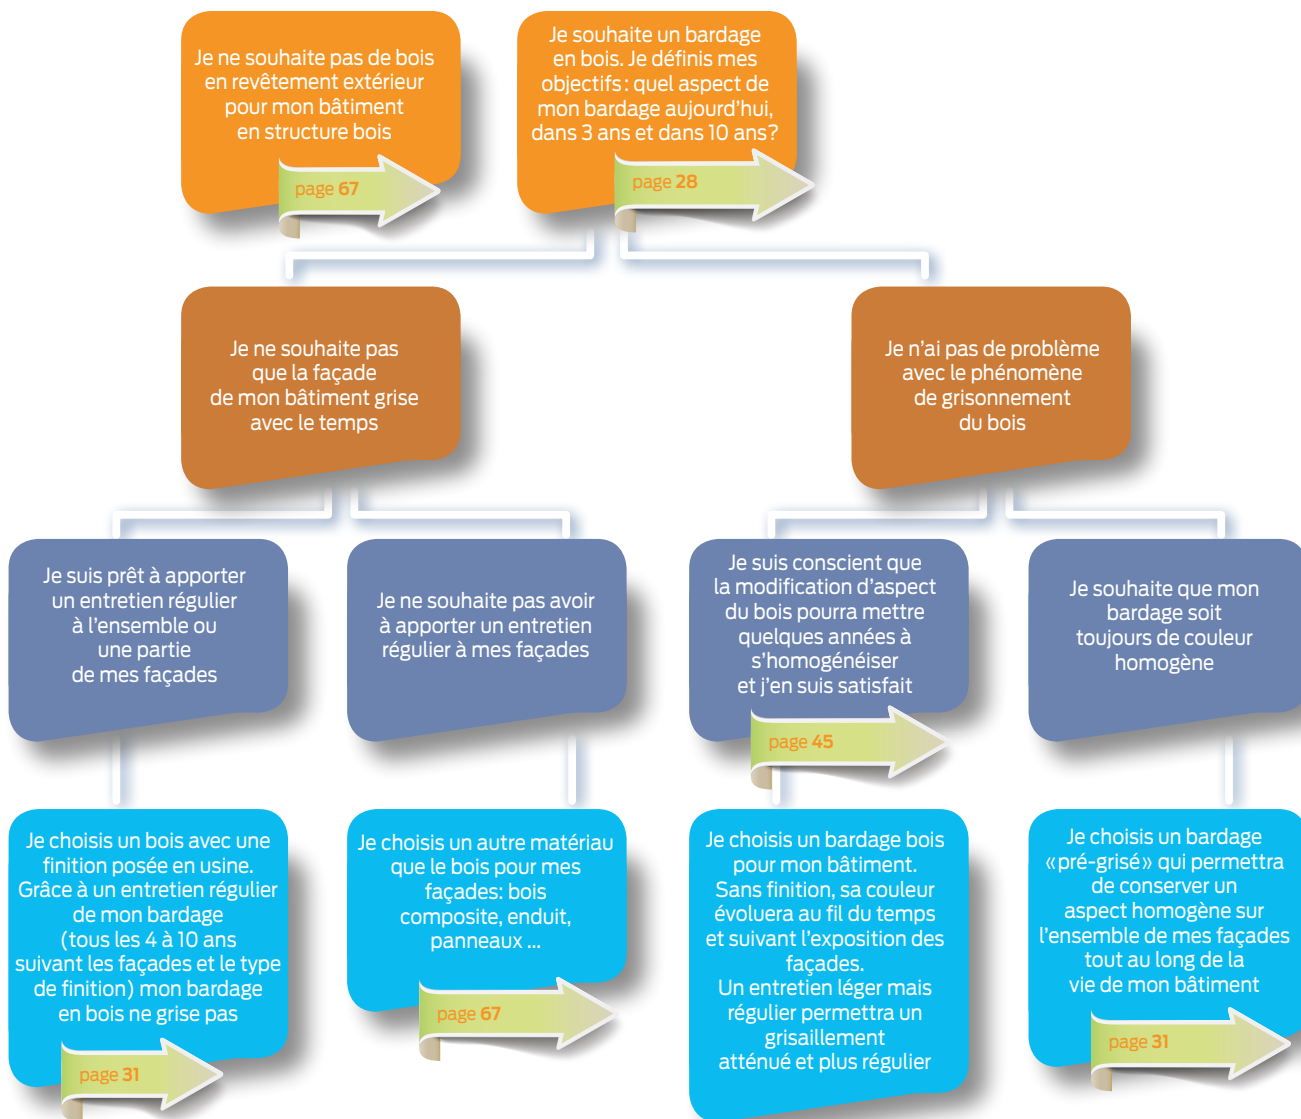 Je ne souhaite pas de bois
en revêtement extérieur
pour mon bâtiment
en structure bois
page 67
Je souhaite un bardage
en bois. Je définis mes
objectifs : quel aspect de
mon bardage aujourd'hui,
dans 3 ans et dans 10 ans?
page 28
Je ne souhaite pas
que la façade
de mon bâtiment grise
avec le temps
Je n'ai pas de problème
avec le phénomène
de grisonnement
du bois
Je suis prêt à apporter
un entretien régulier
à l'ensemble ou
une partie
de mes façades
Je ne souhaite pas avoir
à apporter un entretien
régulier à mes façades
Je suis conscient que
la modification d'aspect
du bois pourra mettre
quelques années à
s'homogénéiser
et j'en suis satisfait
page 45
Je souhaite que mon
bardage soit
toujours de couleur
homogène
Je choisis un bois avec une
finition posée en usine.
Grâce à un entretien régulier
de mon bardage
(tous les 4 à 10 ans
suivant les façades et le type
de finition) mon bardage
en bois ne grise pas
page 31
Je choisis un autre matériau
que le bois pour mes
façades: bois
composite, enduit,
panneaux ...
page 67
Je choisis un bardage bois
pour mon bâtiment.
Sans finition, sa couleur
évoluera au fil du temps
et suivant l'exposition des
façades.
Un entretien léger mais
régulier permettra un
grisaillement
atténué et plus régulier
Je choisis un bardage
«pré-grisé» qui permettra
de conserver un
aspect homogène sur
l'ensemble de mes façades
tout au long de la
vie de mon bâtiment
page 31